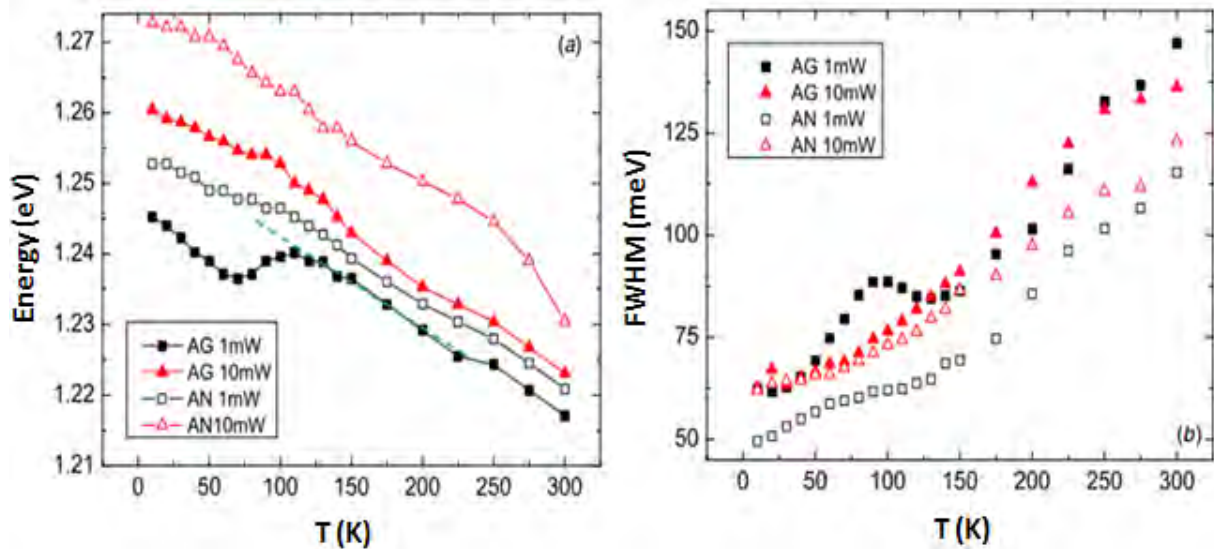 (a)
Energy (eV)
1.27
1.26
1.25
1.24
1.23
1.22
1.21
AG 1mW
AG 10mW
AN 1mW
AN10mW
0 50 100 150 200 250 300
T (K)
(b)
FWHM (meV)
150
125
100
75
50
AG 1mW
AG 10mW
AN 1mW
AN 10mW
0 50 100 150 200 250 300
T (K)